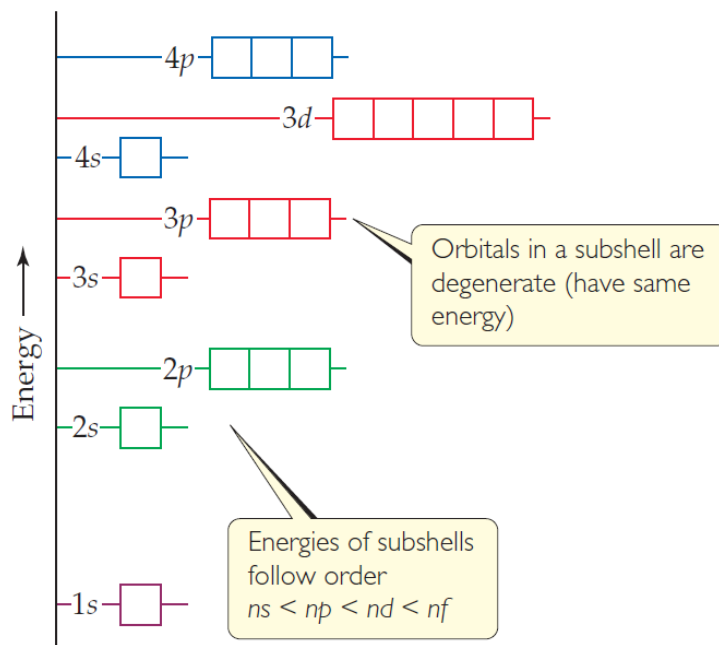 4p
3d
4s
3p
Orbitals in a subshell are
degenerate (have same
energy)
3s
Energy
2p
2s
Energies of subshells
follow order
ns < np < nd < nf
1s